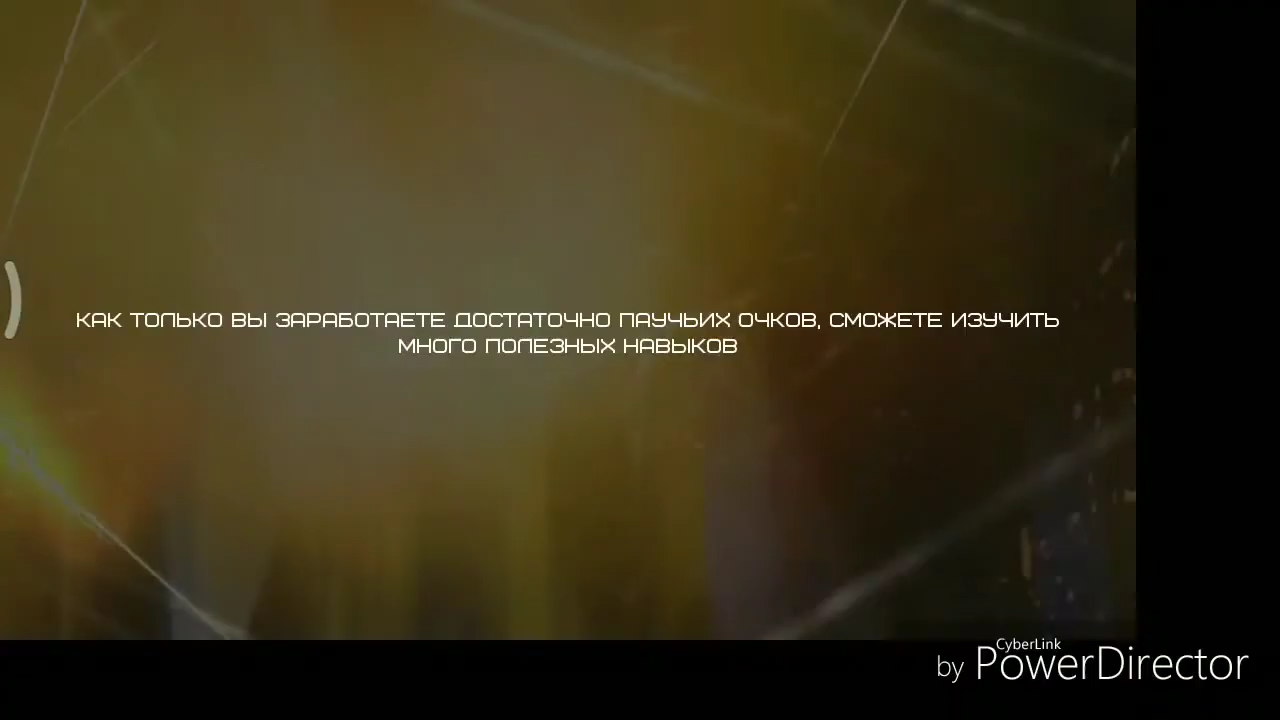 КАК ТОЛЬКО ВЫ ЗАРАБОТАЕТЕ ДОСТАТОЧНО ПАУЧЬИХ ОЧКОВ, СМОЖЕТЕ ИЗУЧИТЬ
МНОГО ПОЛЕЗНЫХ НАВЫКОВ
CyberLink
by PowerDirector